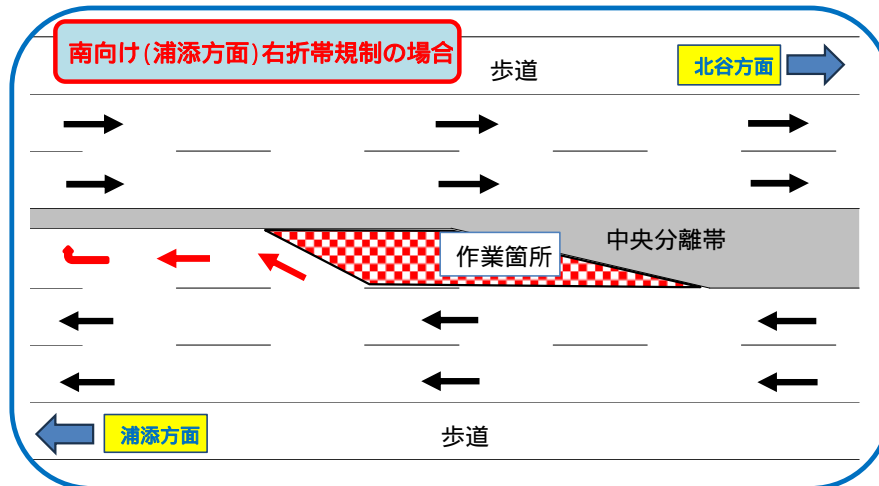 南向け(浦添方面)右折帯規制の場合
歩道
北谷方面
中央分離帯
作業箇所
浦添方面
歩道